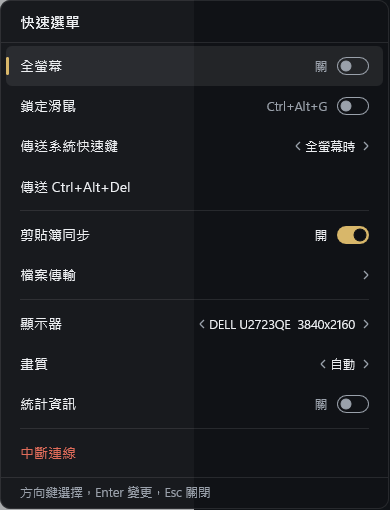 快速選單
全螢幕 關
鎖定滑鼠 Ctrl+Alt+G
傳送系統快速鍵 全螢幕時
傳送 Ctrl+Alt+Del
剪貼簿同步 開
檔案傳輸
顯示器 DELL U2723QE 3840x2160
畫質 自動
統計資訊 關
中斷連線
方向鍵選擇，Enter 變更，Esc 關閉